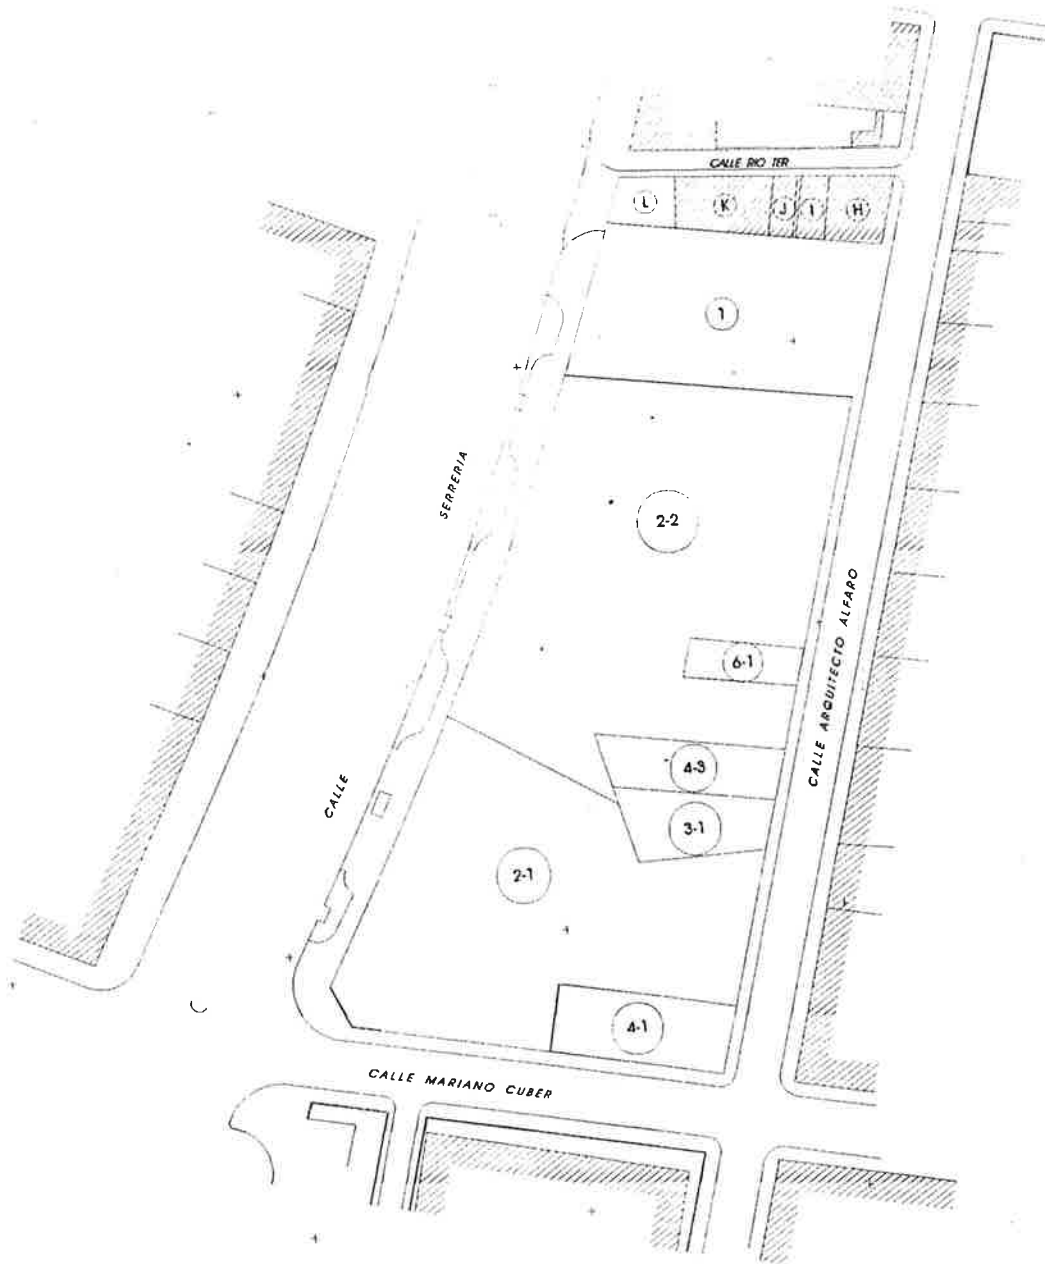 CALLE RIO TER
L K J I H
1
SERRERIA
2-2
CALLE ARQUITECTO ALFARO
6-1
4-3
CALLE
3-1
2-1
4-1
CALLE MARIANO CUBER